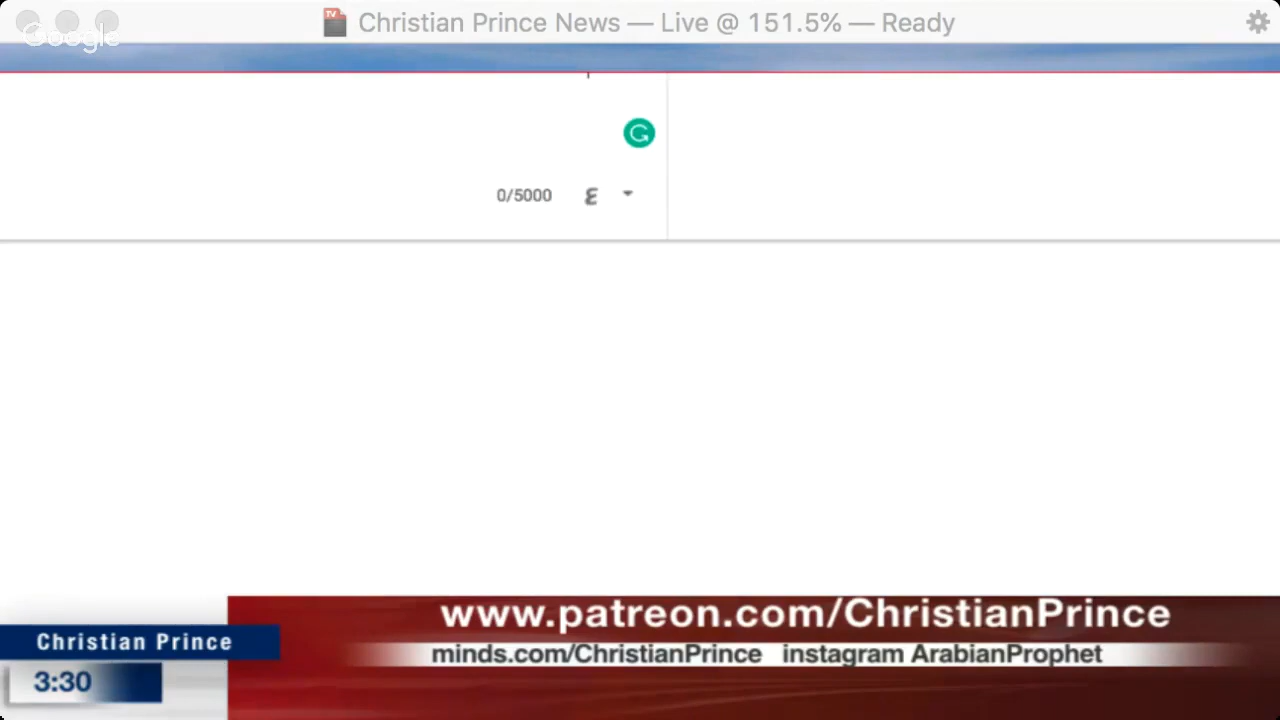 Christian Prince News — Live @ 151.5% — Ready
Google
0/5000 ع
www.patreon.com/ChristianPrince
minds.com/ChristianPrince instagram ArabianProphet
Christian Prince
3:30